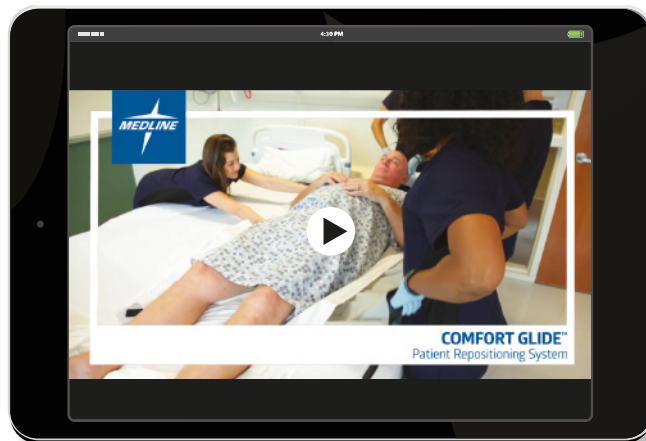 4:30 PM
MEDLINE
COMFORT GLIDE™
Patient Repositioning System